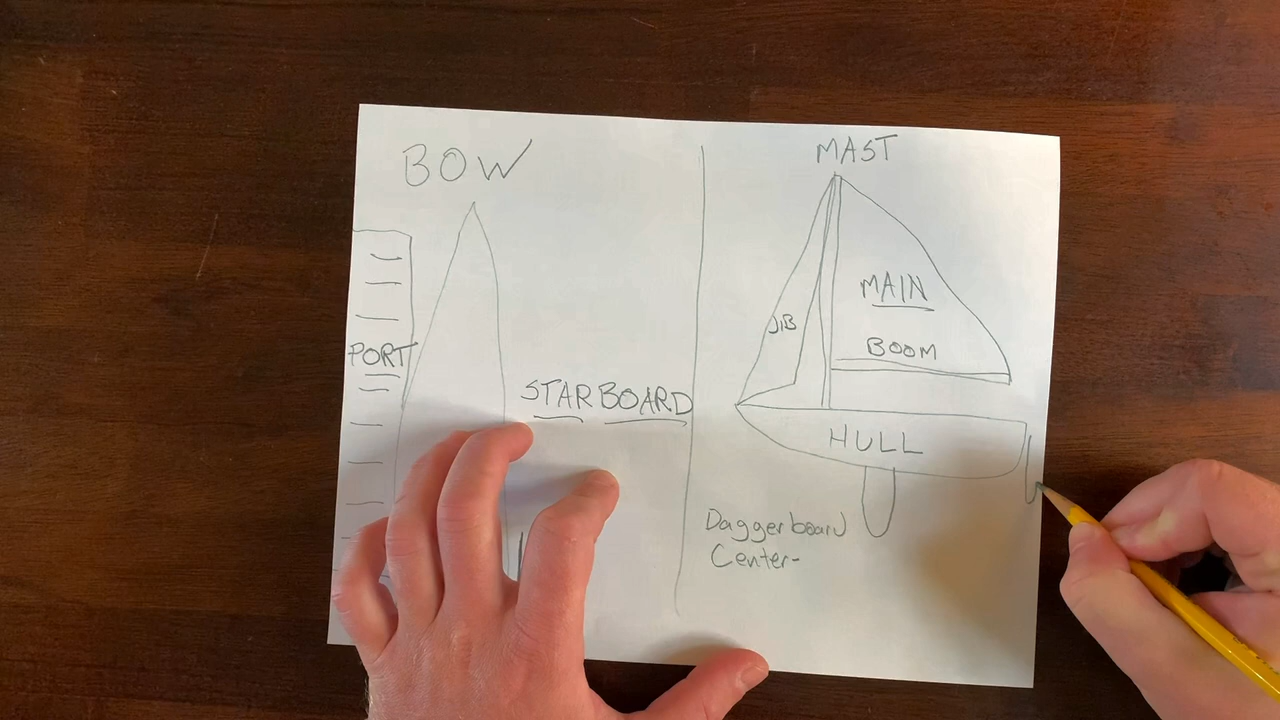 BOW
PORT
STARBOARD
MAST
MAIN
BOOM
JIB
HULL
Daggerboard
Center-